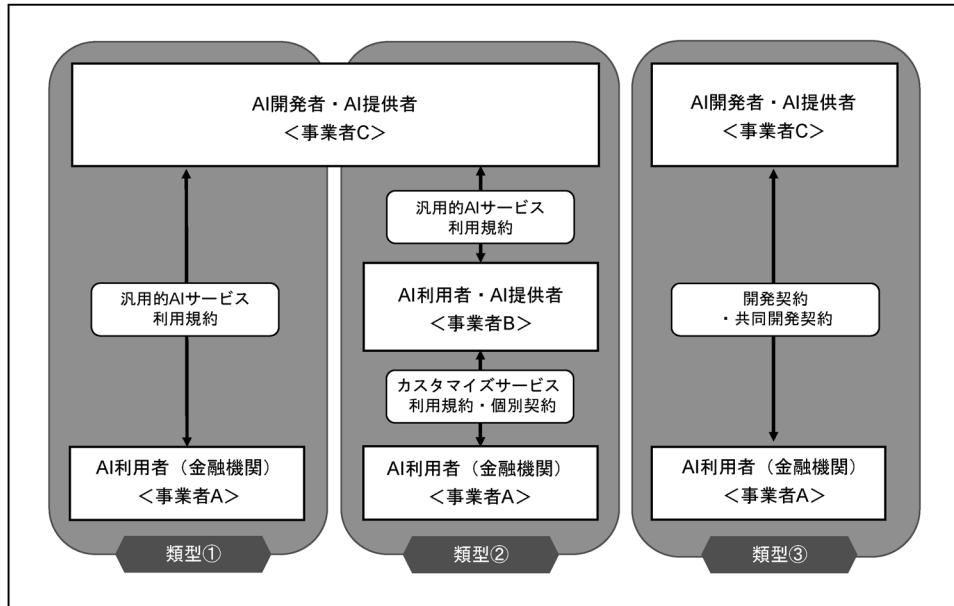 AI開発者・AI提供者
＜事業者C＞
汎用的AIサービス
利用規約
汎用的AIサービス
利用規約
AI利用者・AI提供者
＜事業者B＞
カスタマイズサービス
利用規約・個別契約
AI利用者（金融機関）
＜事業者A＞
AI利用者（金融機関）
＜事業者A＞
類型①
類型②
AI開発者・AI提供者
＜事業者C＞
開発契約
・共同開発契約
AI利用者（金融機関）
＜事業者A＞
類型③